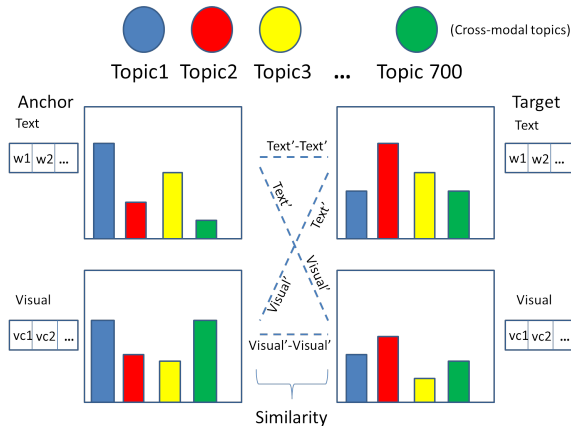 (Cross-modal topics)
Topic1 Topic2 Topic3 ... Topic 700
Anchor
Target
Text
Text
w1 w2 ...
w1 w2 ...
Text’-Text’
Text’
Text’
Visual’
Visual’
Visual
Visual
vc1 vc2 ...
vc1 vc2 ...
Visual’-Visual’
Similarity